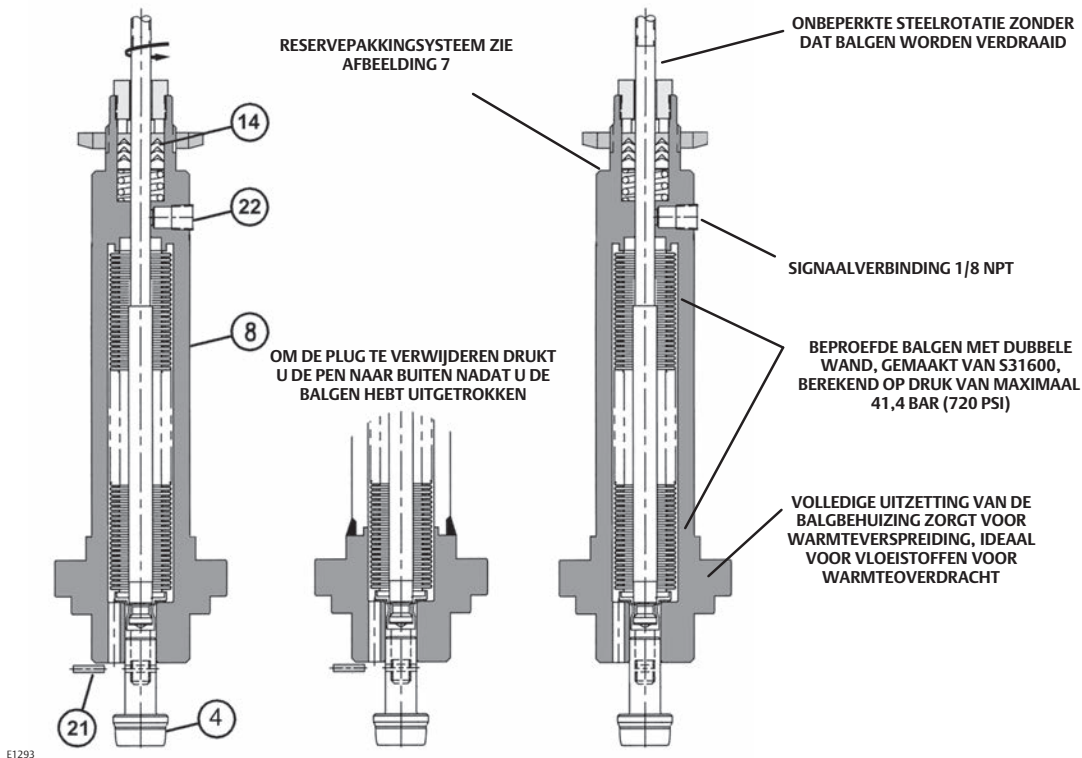 RESERVEPAKKINGSYSTEEM ZIE
AFBEELDING 7
ONBEPERKTE STEELROTATIE ZONDER
DAT BALGEN WORDEN VERDRAAID
14
22
8
SIGNAALVERBINDING 1/8 NPT
OM DE PLUG TE VERWIJDEREN DRUKT
U DE PEN NAAR BUITEN NADAT U DE
BALGEN HEBT UITGETROKKEN
BEPROEFDE BALGEN MET DUBBELE
WAND, GEMAAKT VAN S31600,
BEREKEND OP DRUK VAN MAXIMAAL
41,4 BAR (720 PSI)
VOLLEDIGE UITZETTING VAN DE
BALGBEHUIZING ZORGT VOOR
WARMTEVERSPREIDING, IDEAAL
VOOR VLOEISTOFFEN VOOR
WARMTEOVERDRACHT
21
4
E1293